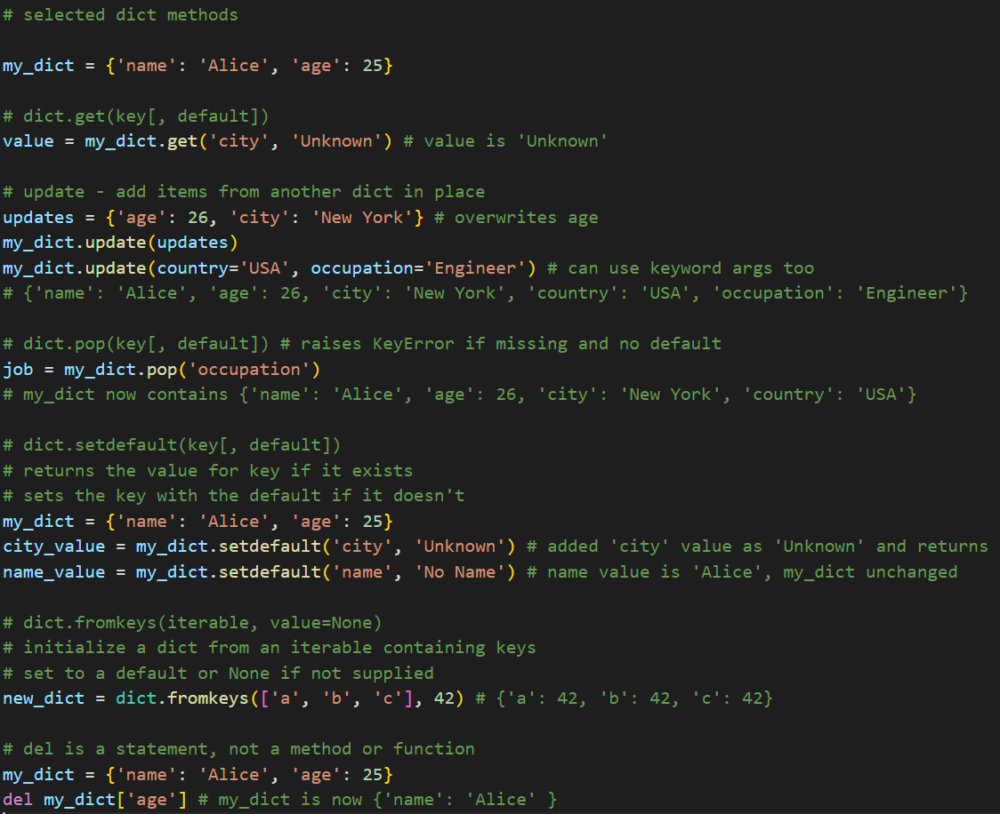 # selected dict methods
my_dict = {'name': 'Alice', 'age': 25}
# dict.get(key[, default])
value = my_dict.get('city', 'Unknown') # value is 'Unknown'
# update - add items from another dict in place
updates = {'age': 26, 'city': 'New York'} # overwrites age
my_dict.update(updates)
my_dict.update(country='USA', occupation='Engineer') # can use keyword args too
# {'name': 'Alice', 'age': 26, 'city': 'New York', 'country': 'USA', 'occupation': 'Engineer'}
# dict.pop(key[, default]) # raises KeyError if missing and no default
job = my_dict.pop('occupation')
# my_dict now contains {'name': 'Alice', 'age': 26, 'city': 'New York', 'country': 'USA'}
# dict.setdefault(key[, default])
# returns the value for key if it exists
# sets the key with the default if it doesn't
my_dict = {'name': 'Alice', 'age': 25}
city_value = my_dict.setdefault('city', 'Unknown') # added 'city' value as 'Unknown' and returns
name_value = my_dict.setdefault('name', 'No Name') # name value is 'Alice', my_dict unchanged
# dict.fromkeys(iterable, value=None)
# initialize a dict from an iterable containing keys
# set to a default or None if not supplied
new_dict = dict.fromkeys(['a', 'b', 'c'], 42) # {'a': 42, 'b': 42, 'c': 42}
# del is a statement, not a method or function
my_dict = {'name': 'Alice', 'age': 25}
del my_dict['age'] # my_dict is now {'name': 'Alice' }